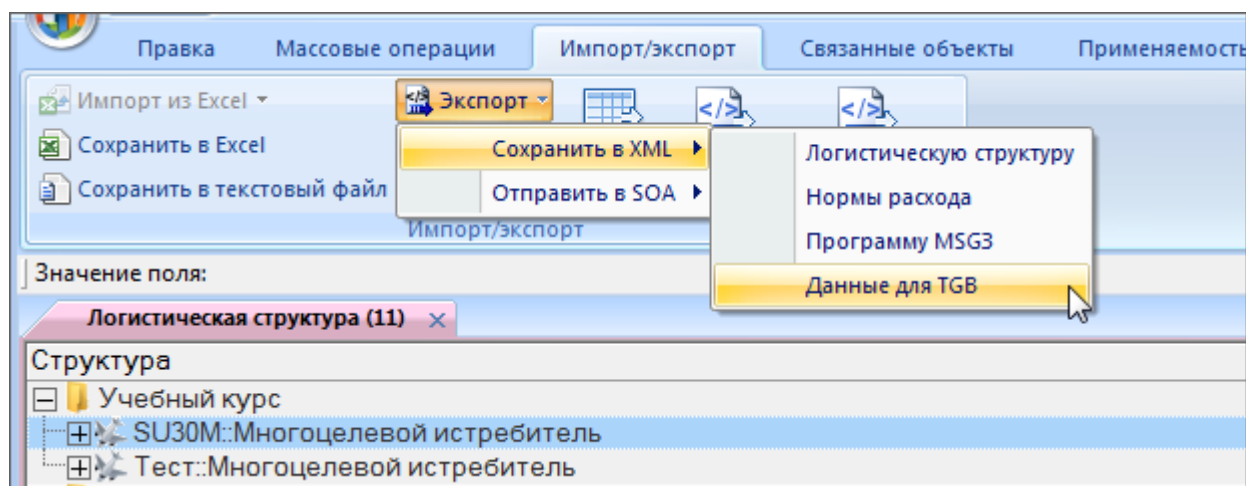 Правка Массовые операции Импорт/экспорт Связанные объекты Применяемость
Импорт из Excel Экспорт
Сохранить в Excel Сохранить в XML Логистическую структуру
Сохранить в текстовый файл Отправить в SOA Нормы расхода
Импорт/экспорт Программу MSG3
Значение поля: Данные для TGB
Логистическая структура (11)
Структура
Учебный курс
SU30M::Многоцелевой истребитель
Тест::Многоцелевой истребитель